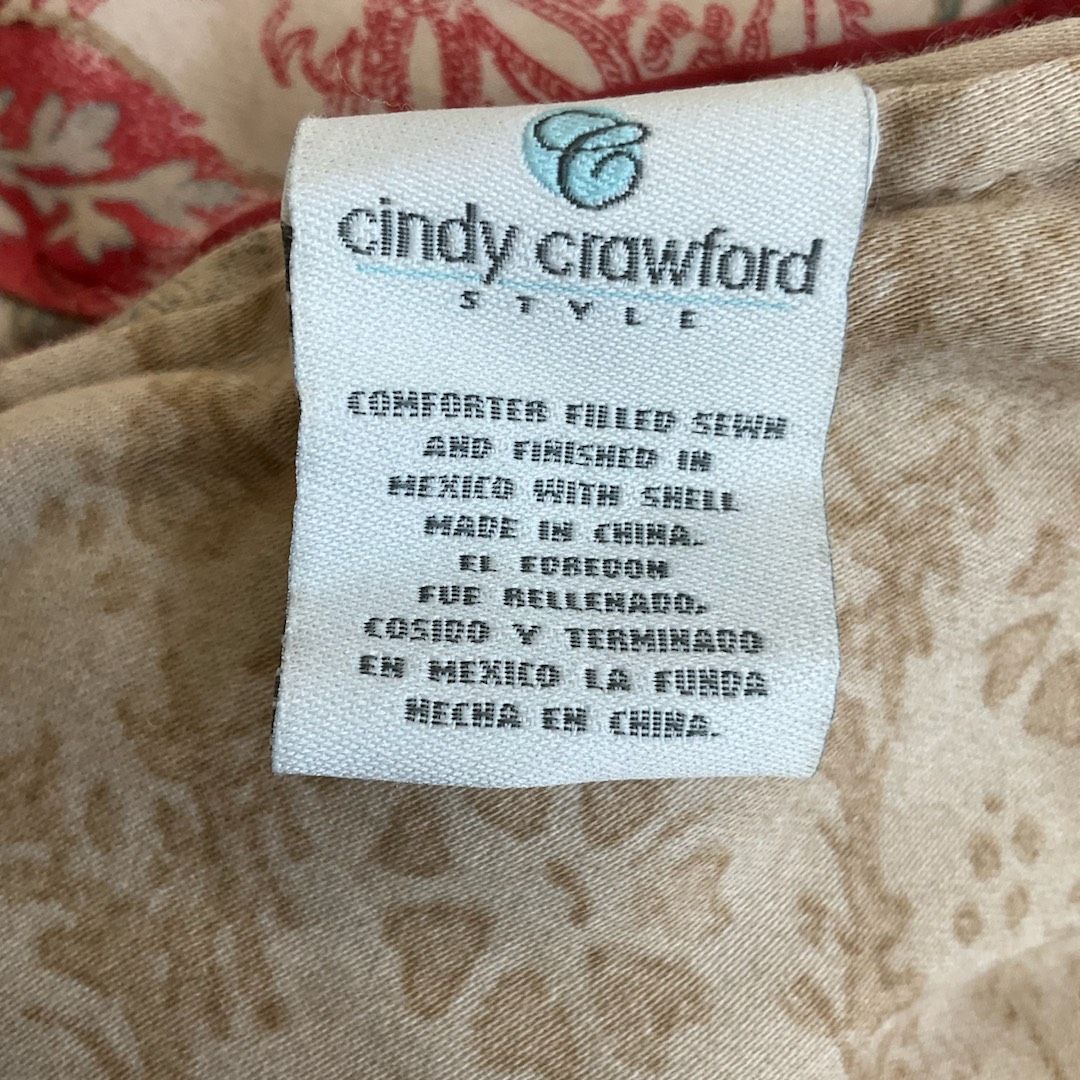 cindy crawford
STYLE
COMFORTER FILLED SEWN
AND FINISHED IN
MEXICO WITH SHELL
MADE IN CHINA.
EL EDREDON
FUE RELLENADO,
COSIDO Y TERMINADO
EN MEXICO LA FUNDA
HECHA EN CHINA.